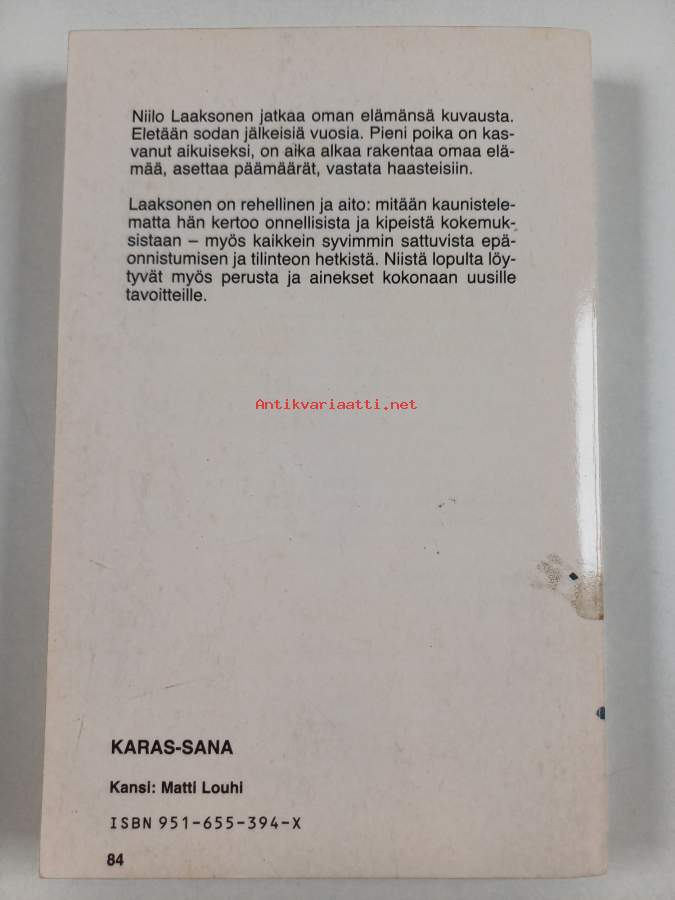 Niilo Laaksonen jatkaa oman elämänsä kuvausta.
Eletään sodan jälkeisiä vuosia. Pieni poika on kas-
vanut aikuiseksi, on aika alkaa rakentaa omaa elä-
mää, asettaa päämäärät, vastata haasteisiin.
Laaksonen on rehellinen ja aito: mitään kaunistele-
matta hän kertoo onnellisista ja kipeistä kokemuk-
sistaan – myös kaikkein syvimmin sattuvista epä-
onnistumisen ja tilinteon hetkistä. Niistä lopulta löy-
tyvät myös perusta ja ainekset kokonaan uusille
tavoitteille.
Antikvariaatti.net
KARAS-SANA
Kansi: Matti Louhi
ISBN 951-655-394-X
84